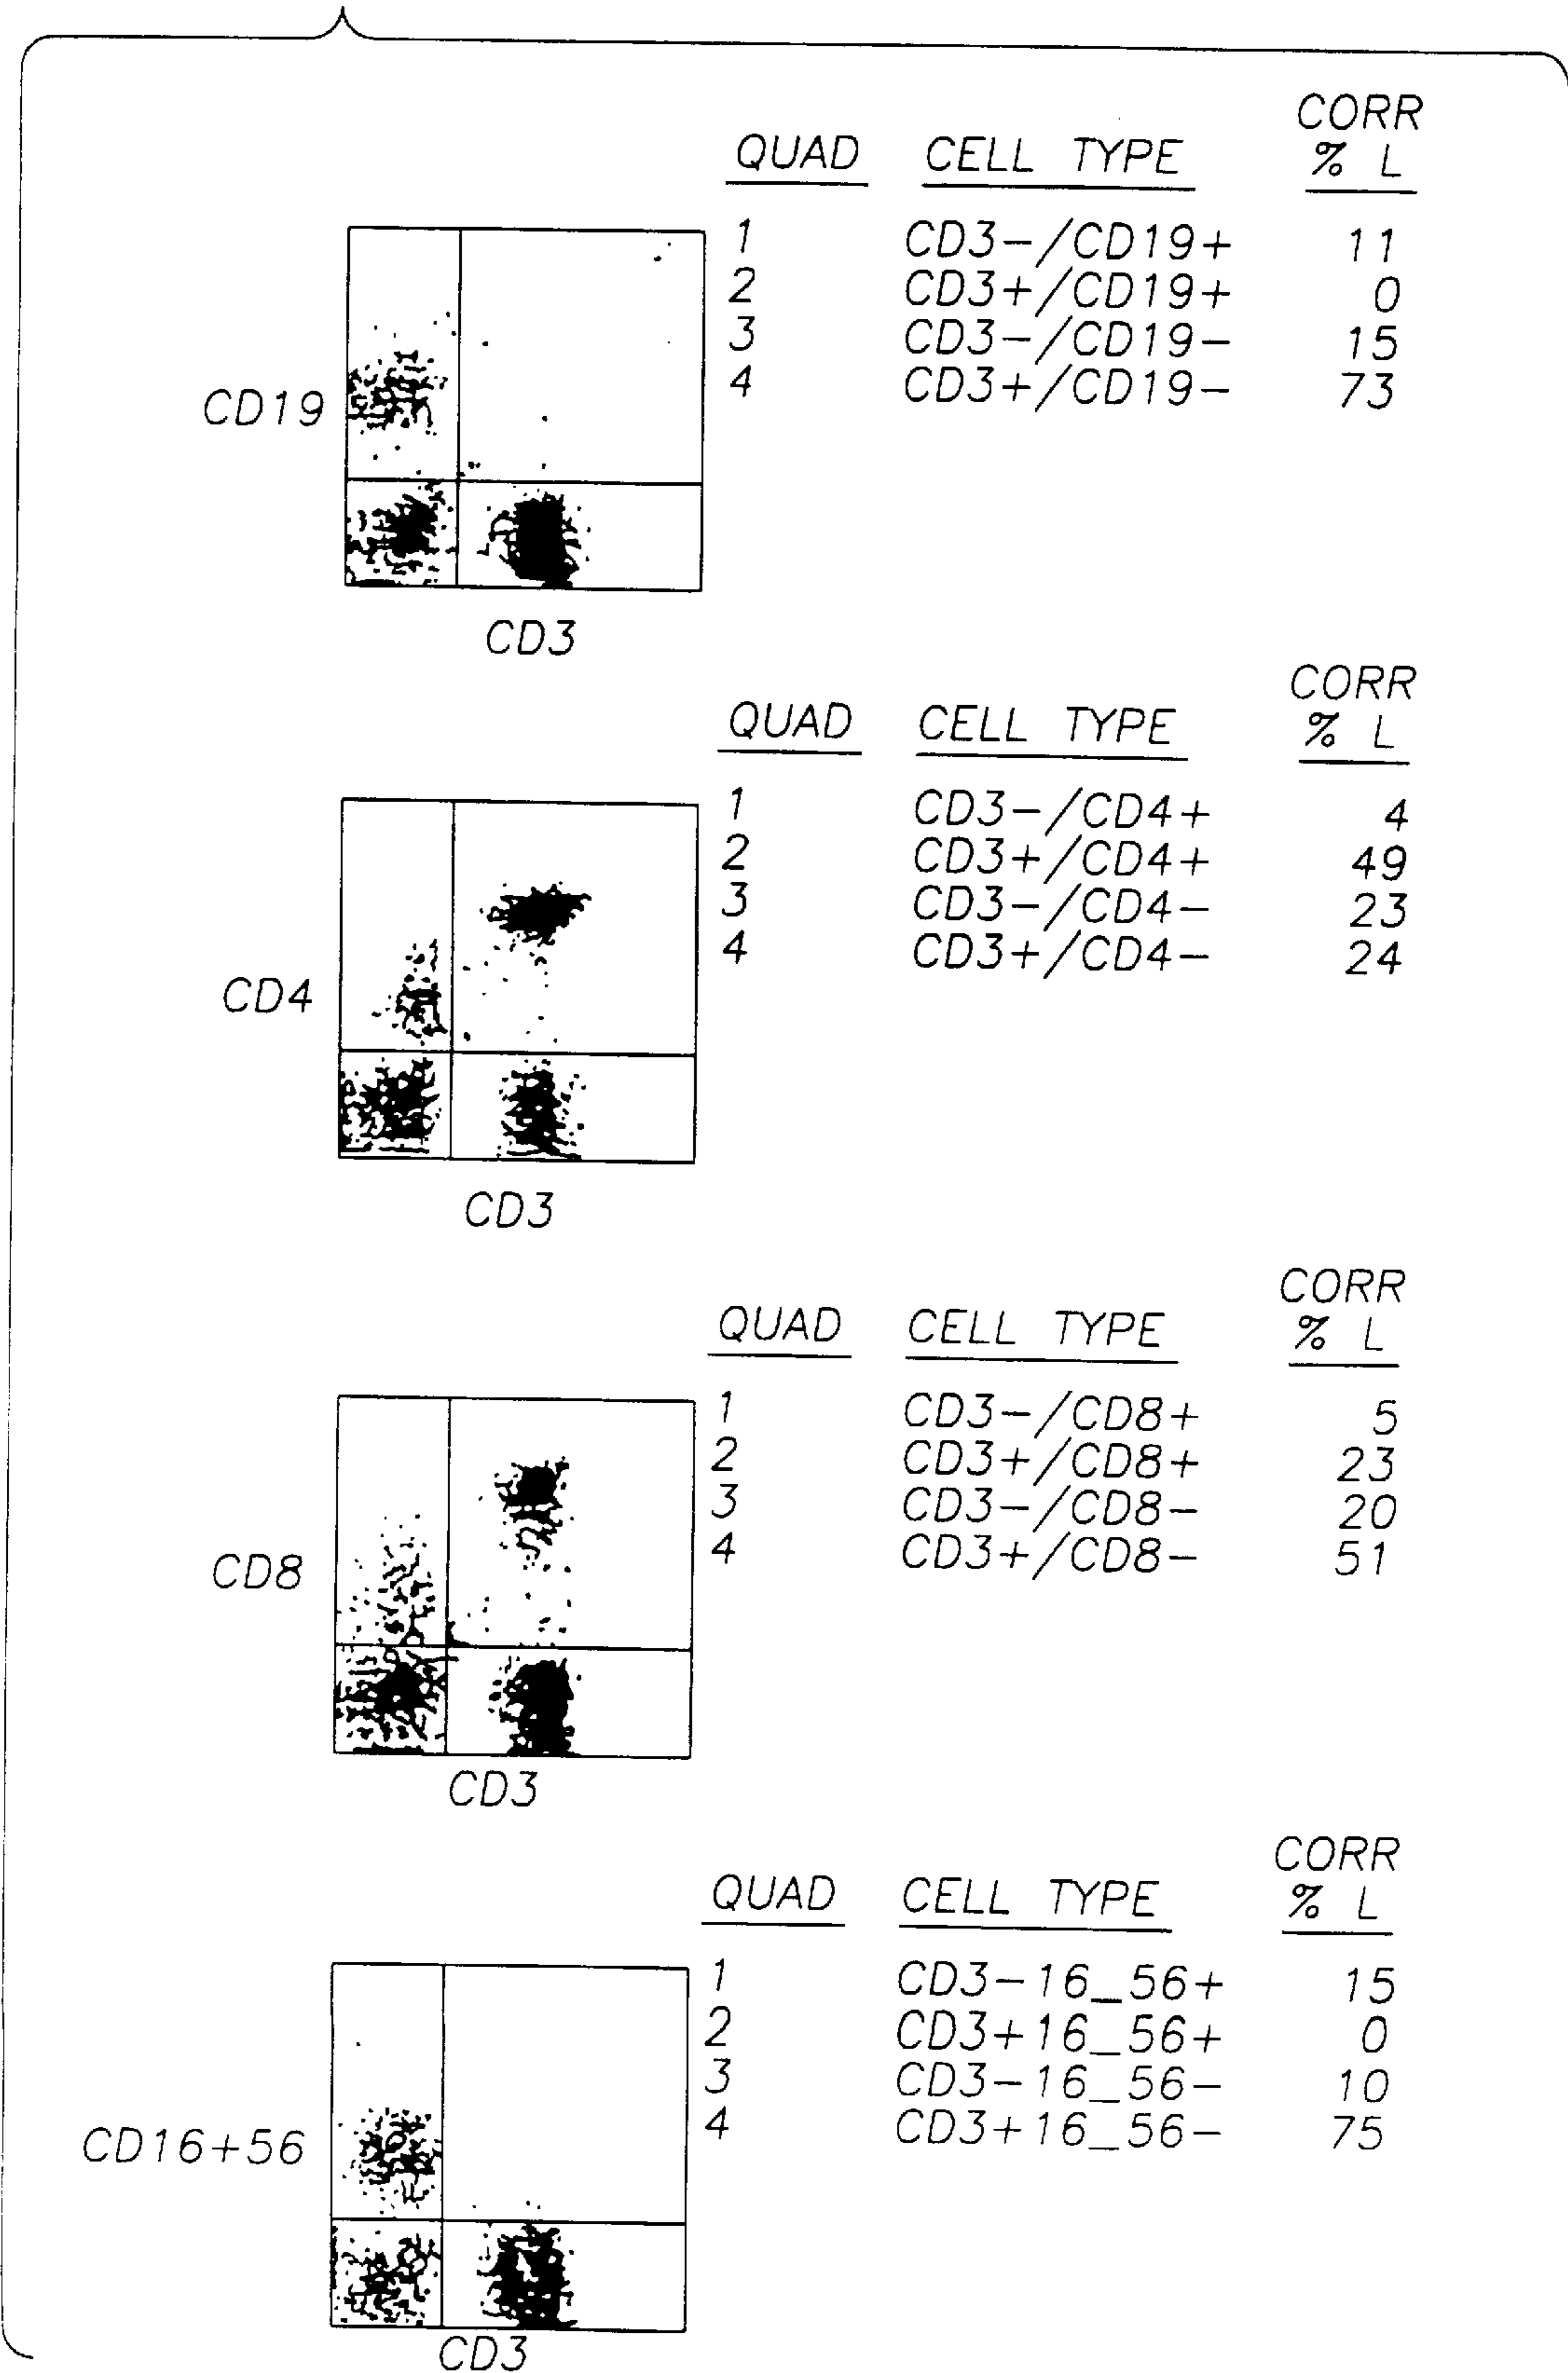 CORR
QUAD CELL TYPE % L
1 CD3-/CD19+ 11
2 CD3+/CD19+ 0
3 CD3-/CD19- 15
4 CD3+/CD19- 73
CD19
CD3
CORR
QUAD CELL TYPE % L
1 CD3-/CD4+ 4
2 CD3+/CD4+ 49
3 CD3-/CD4- 23
4 CD3+/CD4- 24
CD4
CD3
CORR
QUAD CELL TYPE % L
1 CD3-/CD8+ 5
2 CD3+/CD8+ 23
3 CD3-/CD8- 20
4 CD3+/CD8- 51
CD8
CD3
CORR
QUAD CELL TYPE % L
1 CD3-16_56+ 15
2 CD3+16_56+ 0
3 CD3-16_56- 10
4 CD3+16_56- 75
CD16+56
CD3